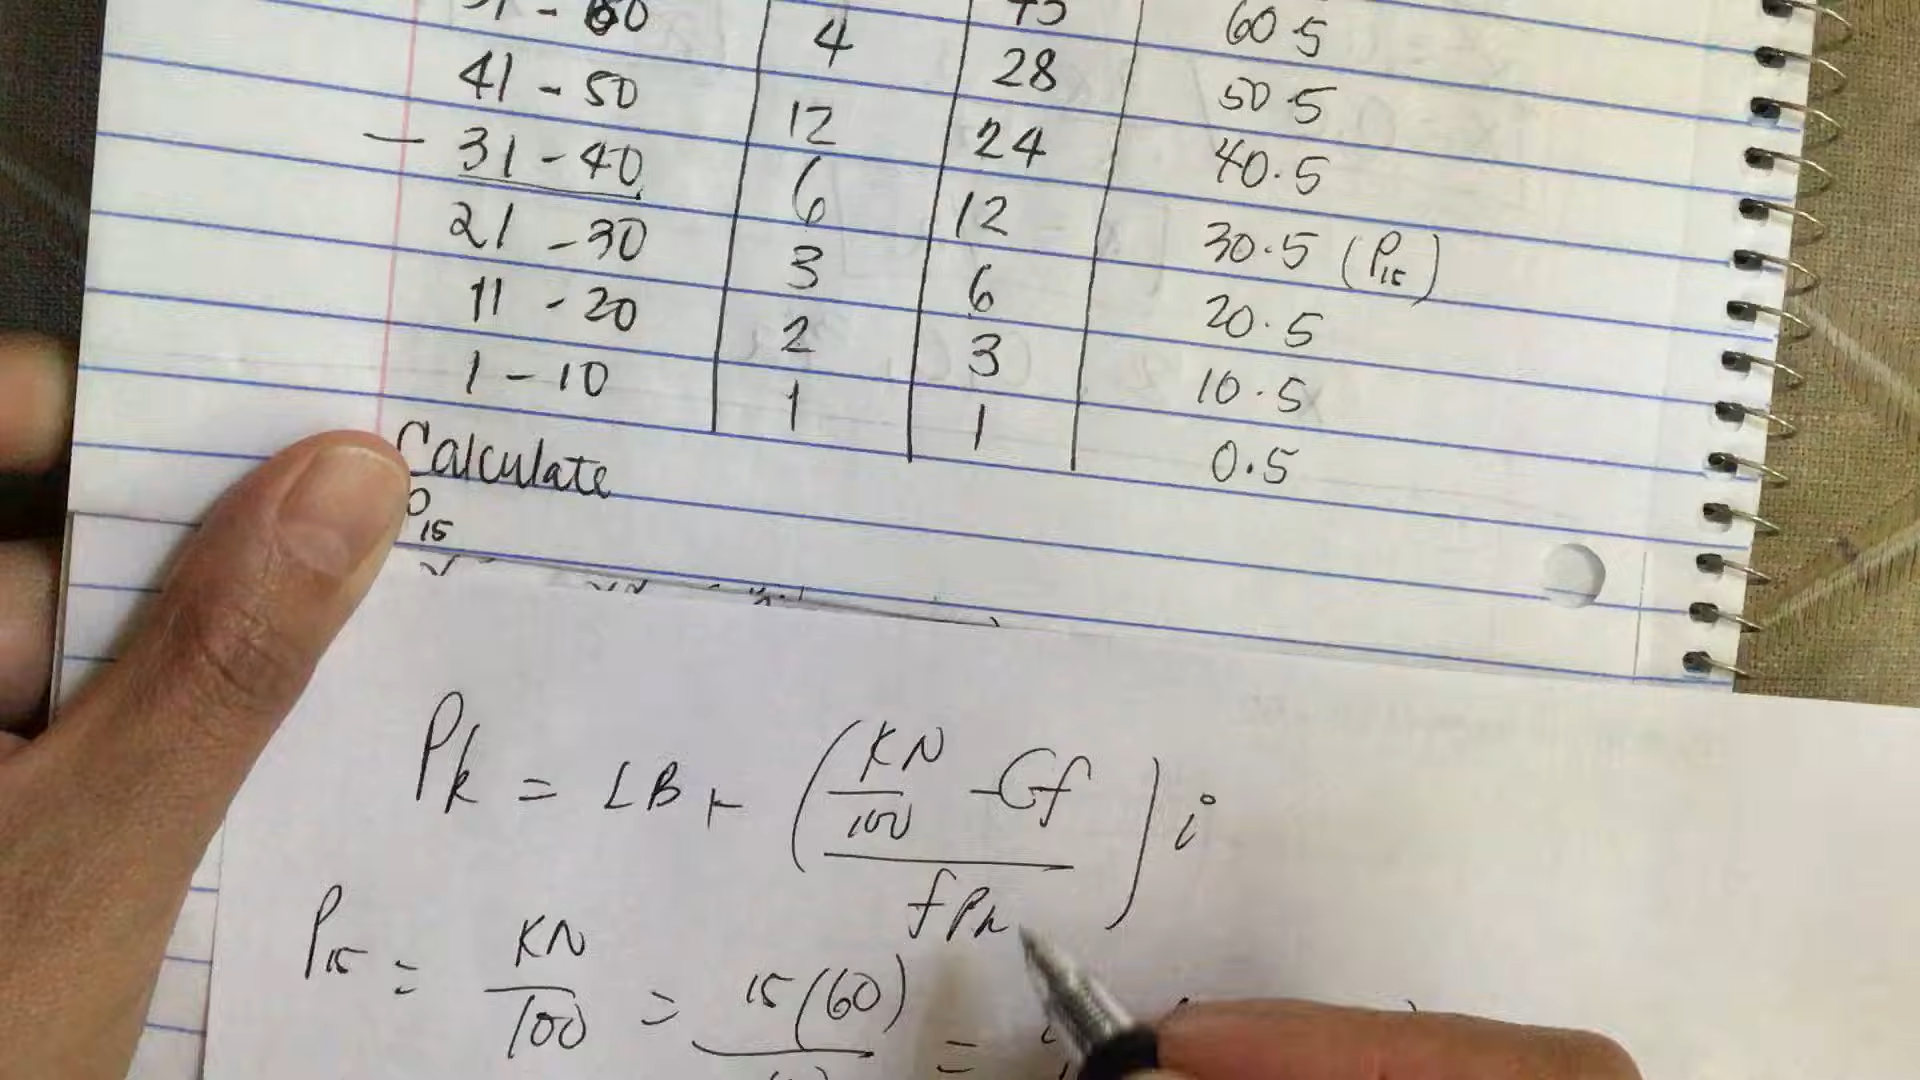 60 4 60.5
41 - 50 12 28 50.5
- 31 - 40 6 24 40.5
21 - 30 3 12 30.5 (P15)
11 - 20 2 6 20.5
1 - 10 1 3 10.5
1 0.5
Calculate
P15
Pk = LB + (KN/100 - Cf / fPk) i
P15 = KN/100 = 15(60) =